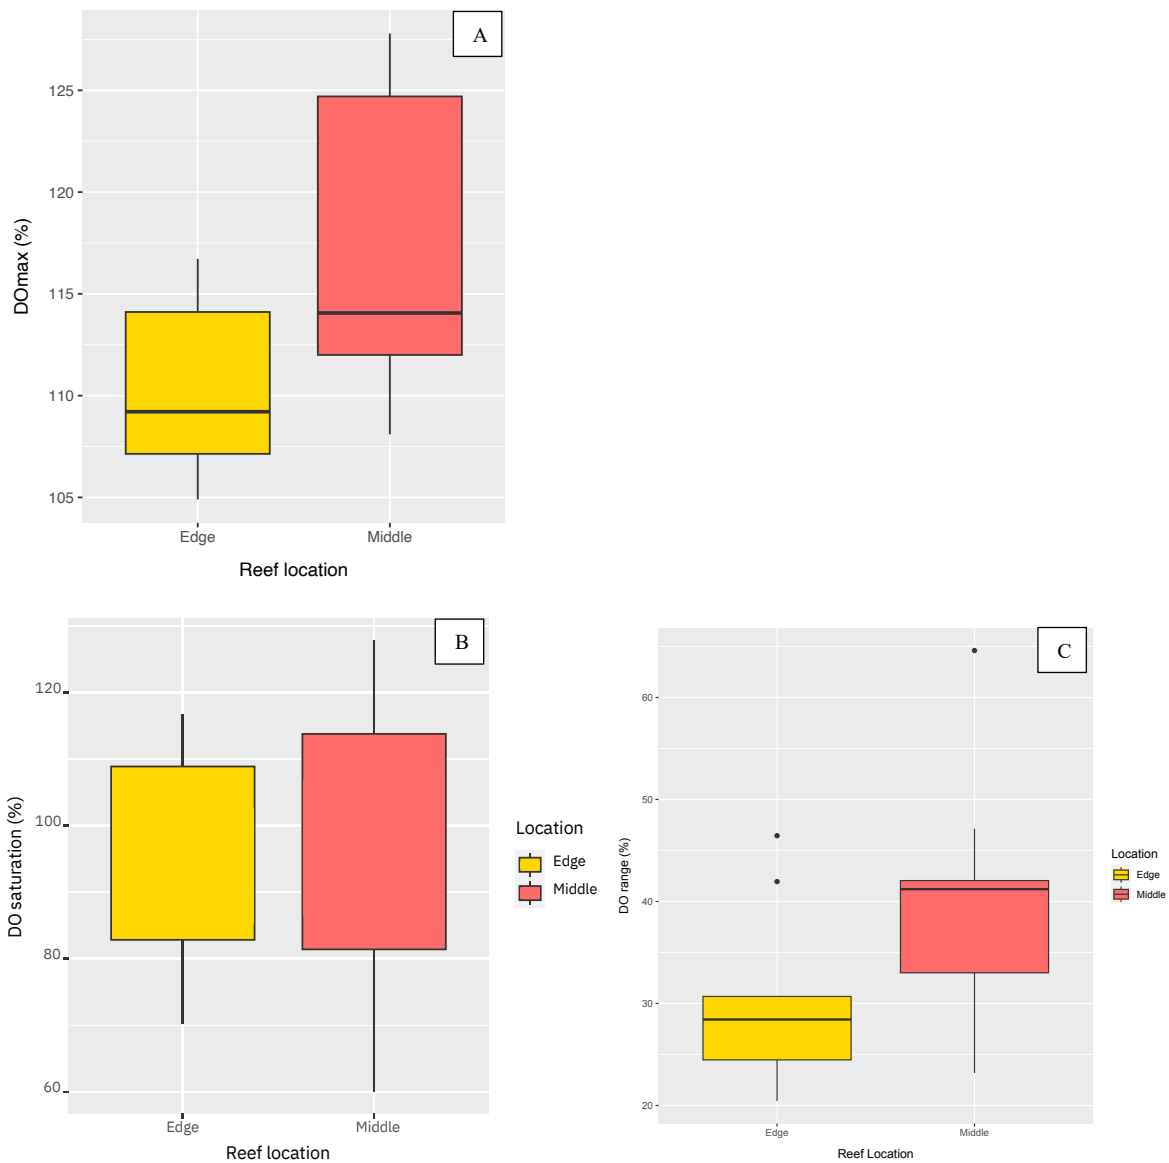 A
DOmax (%)
125
120
115
110
105
Edge Middle
Reef location
B
DO saturation (%)
120
100
80
60
Edge Middle
Reef location
Location
Edge
Middle
C
DO range (%)
60
50
40
30
20
Edge Middle
Reef Location
Location
Edge
Middle